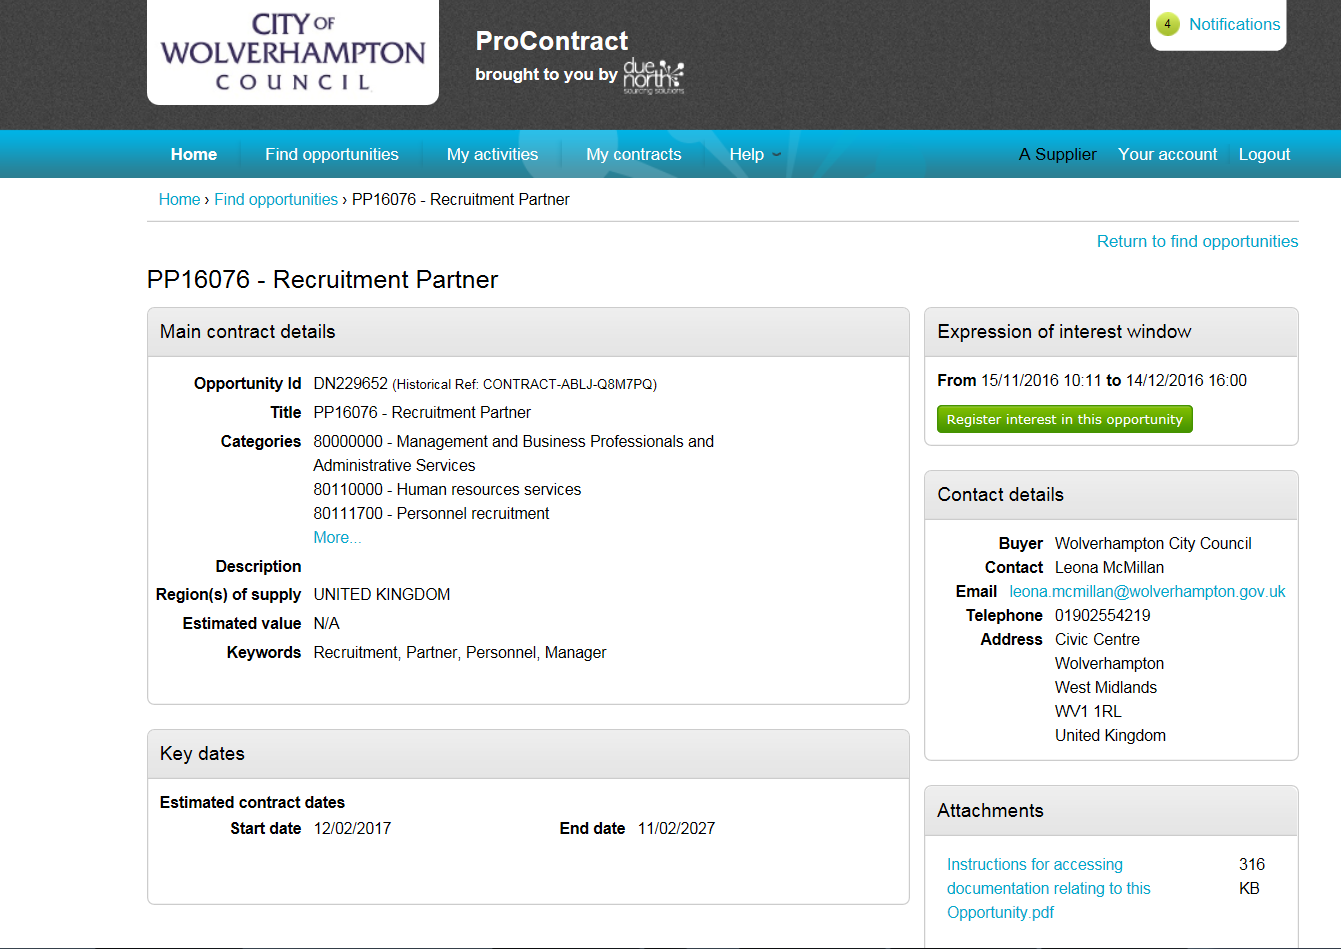 CITY OF
WOLVERHAMPTON
COUNCIL
ProContract
brought to you by due north sourcing solutions
4 Notifications
Home Find opportunities My activities My contracts Help A Supplier Your account Logout
Home › Find opportunities › PP16076 - Recruitment Partner
Return to find opportunities
PP16076 - Recruitment Partner
Main contract details
Opportunity Id DN229652 (Historical Ref: CONTRACT-ABLJ-Q8M7PQ)
Title PP16076 - Recruitment Partner
Categories 80000000 - Management and Business Professionals and
Administrative Services
80110000 - Human resources services
80111700 - Personnel recruitment
More...
Description
Region(s) of supply UNITED KINGDOM
Estimated value N/A
Keywords Recruitment, Partner, Personnel, Manager
Key dates
Estimated contract dates
Start date 12/02/2017 End date 11/02/2027
Expression of interest window
From 15/11/2016 10:11 to 14/12/2016 16:00
Register interest in this opportunity
Contact details
Buyer Wolverhampton City Council
Contact Leona McMillan
Email leona.mcmillan@wolverhampton.gov.uk
Telephone 01902554219
Address Civic Centre
Wolverhampton
West Midlands
WV1 1RL
United Kingdom
Attachments
Instructions for accessing 316
documentation relating to this KB
Opportunity.pdf